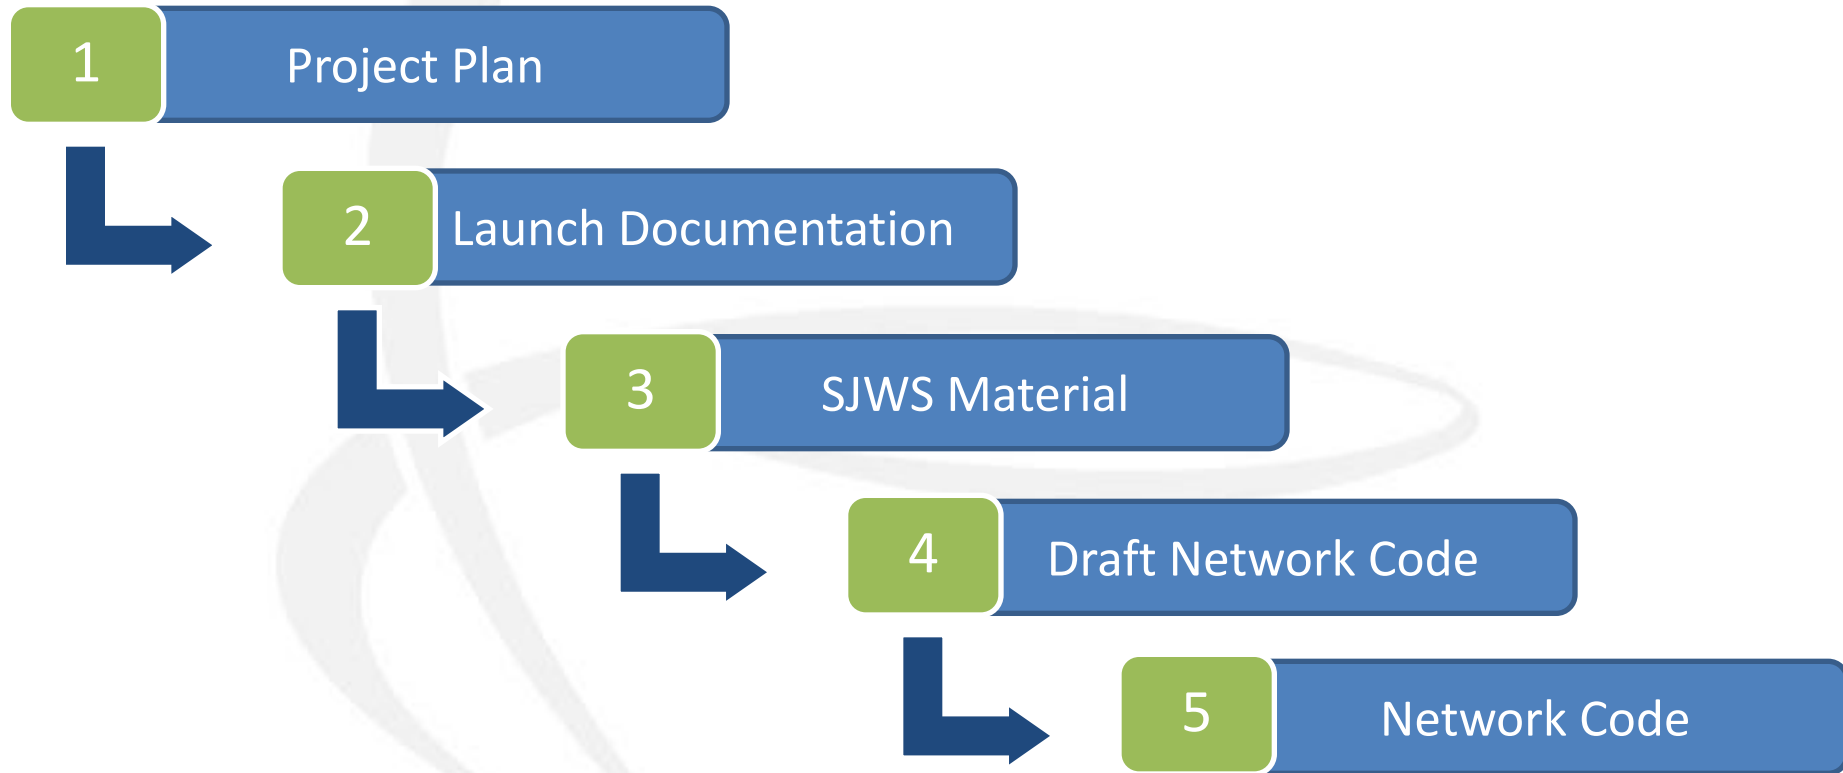 1
Project Plan
2
Launch Documentation
3
SJWS Material
4
Draft Network Code
5
Network Code